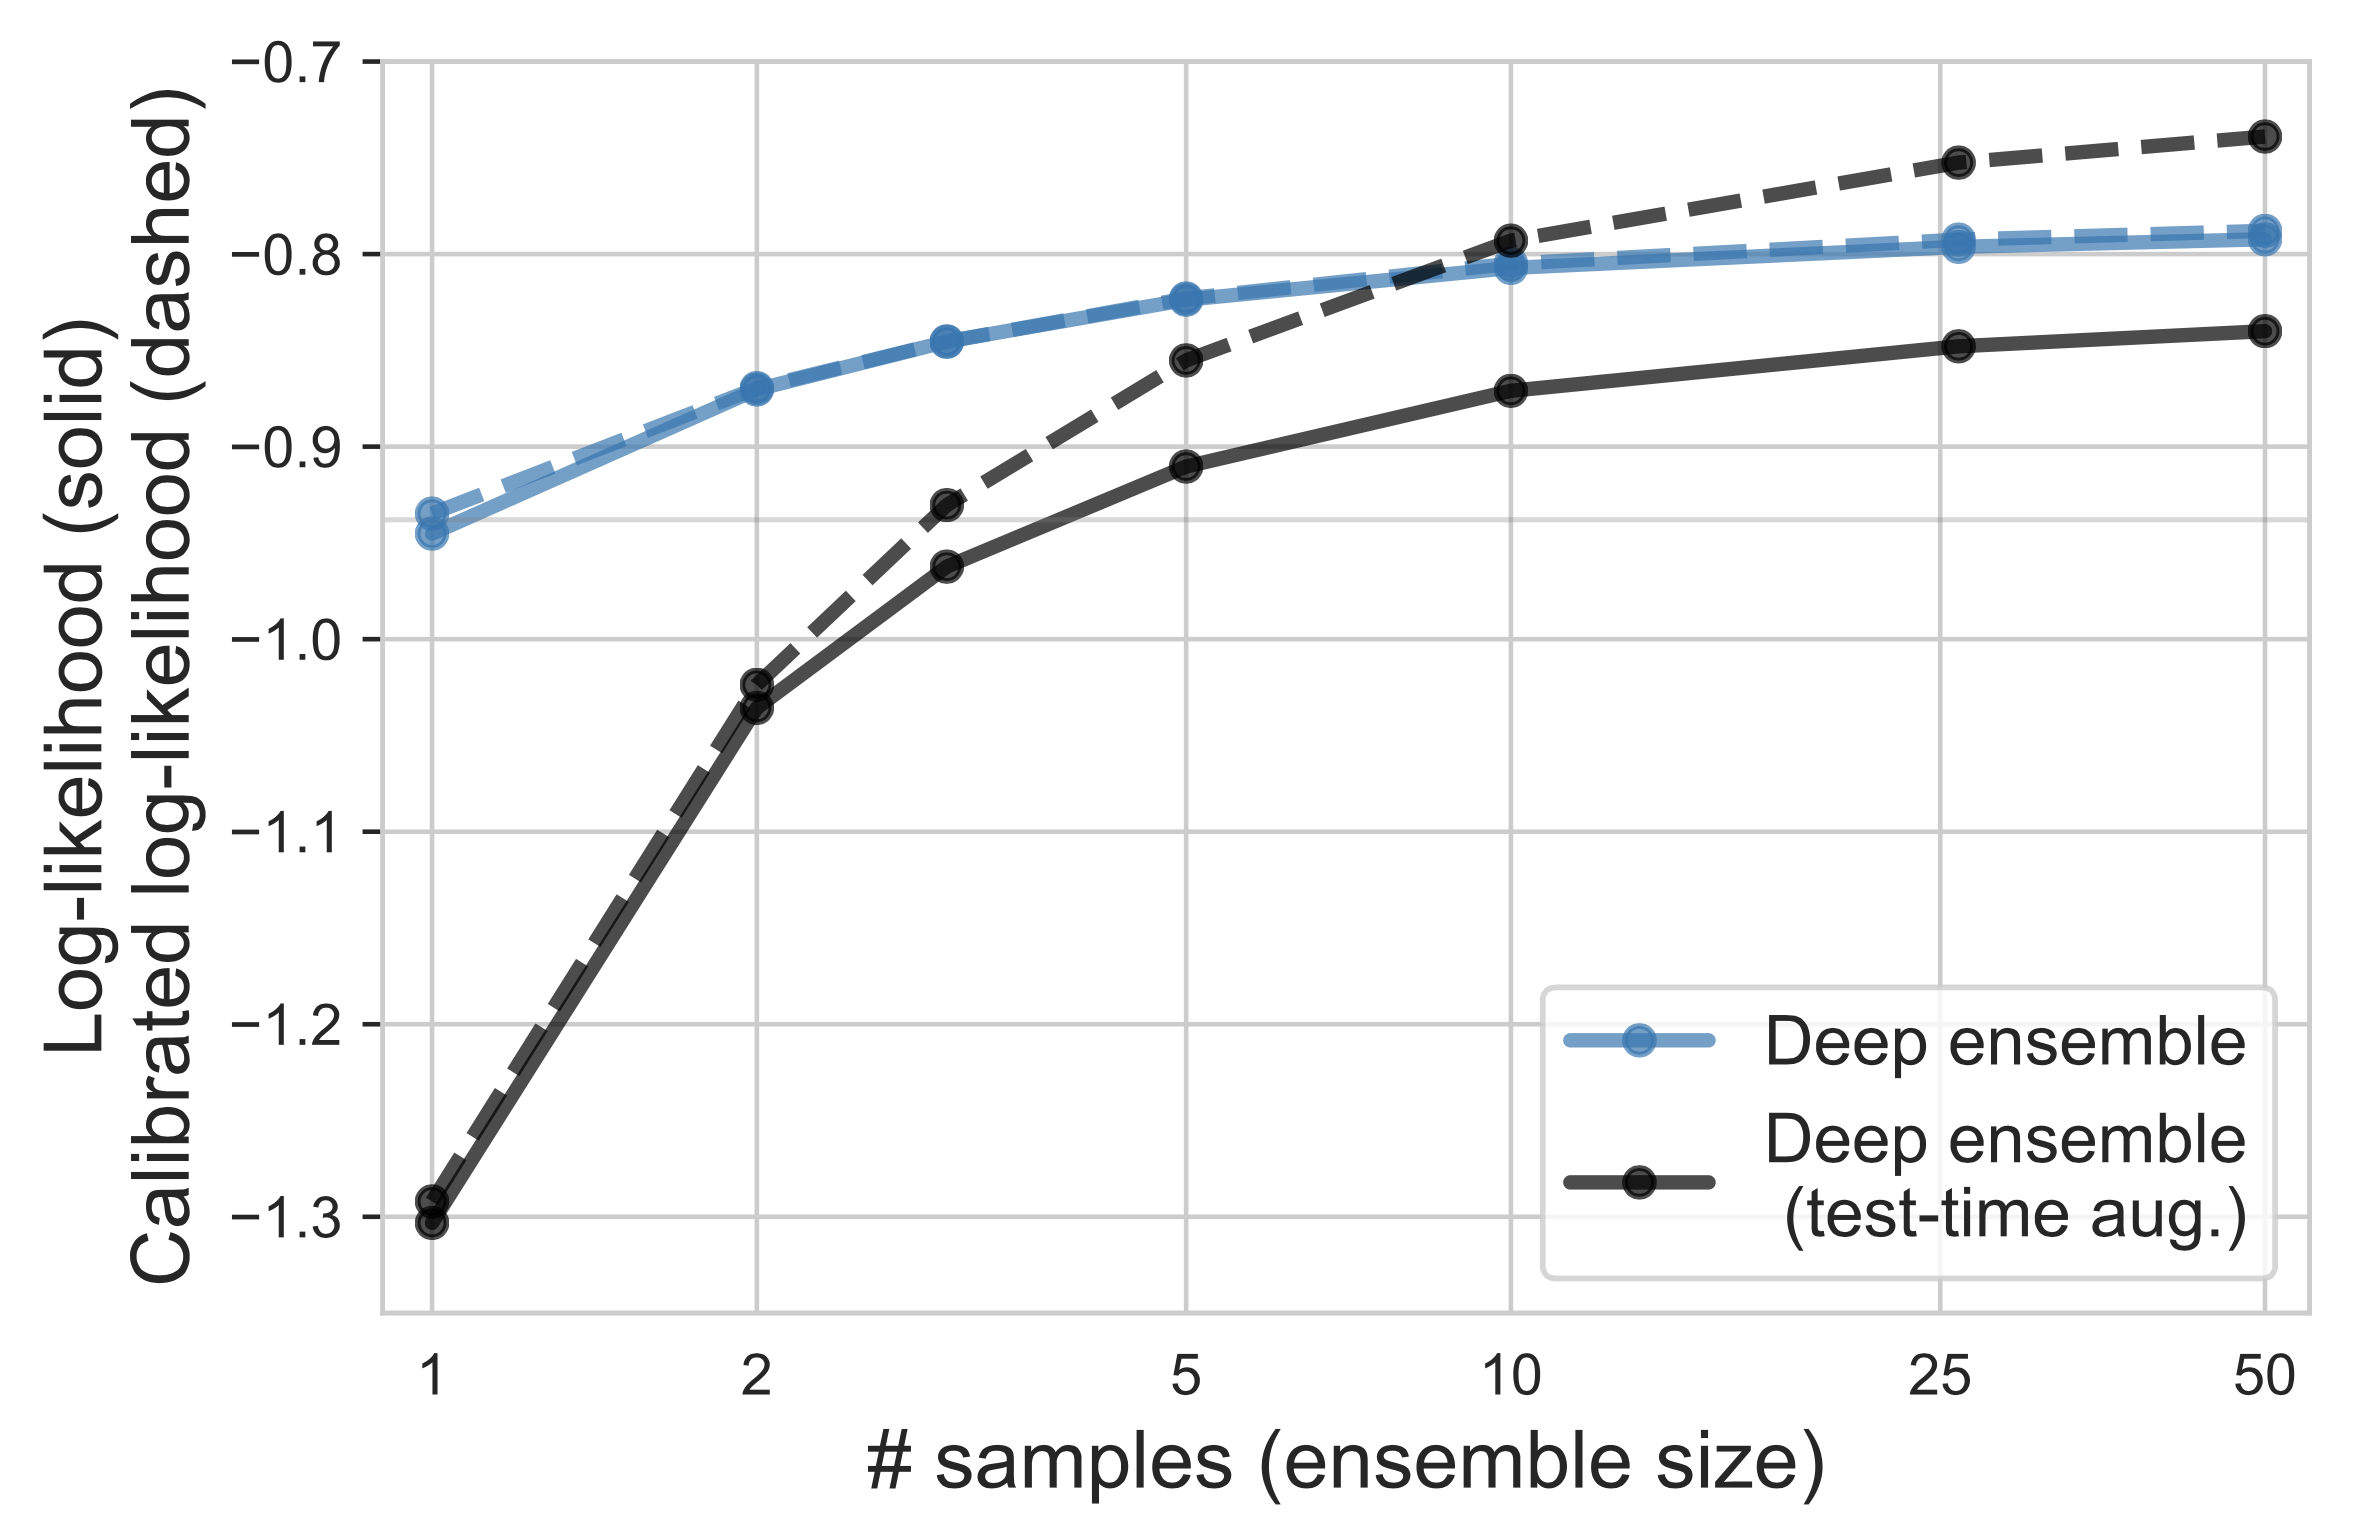 Log-likelihood (solid)
Calibrated log-likelihood (dashed)
−0.7
−0.8
−0.9
−1.0
−1.1
−1.2
−1.3
Deep ensemble
Deep ensemble
(test-time aug.)
1 2 5 10 25 50
# samples (ensemble size)